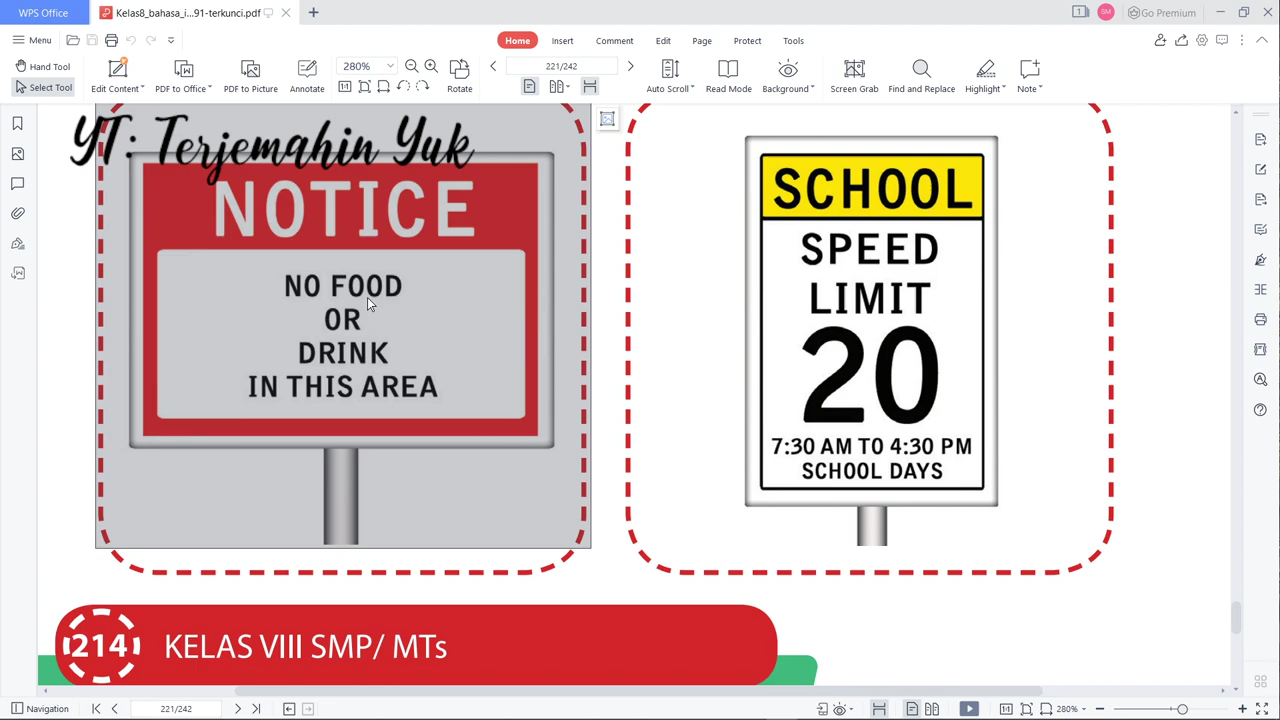 WPS Office
Kelas8_bahasa_i...91-terkunci.pdf
1
SM
Go Premium
Menu
Home
Insert
Comment
Edit
Page
Protect
Tools
Hand Tool
Select Tool
Edit Content
PDF to Office
PDF to Picture
Annotate
280%
Rotate
221/242
Auto Scroll
Read Mode
Background
Screen Grab
Find and Replace
Highlight
Note
YT: Terjemahin Yuk
NOTICE
NO FOOD
OR
DRINK
IN THIS AREA
SCHOOL
SPEED
LIMIT
20
7:30 AM TO 4:30 PM
SCHOOL DAYS
214 KELAS VIII SMP/ MTs
Navigation
221/242
280%